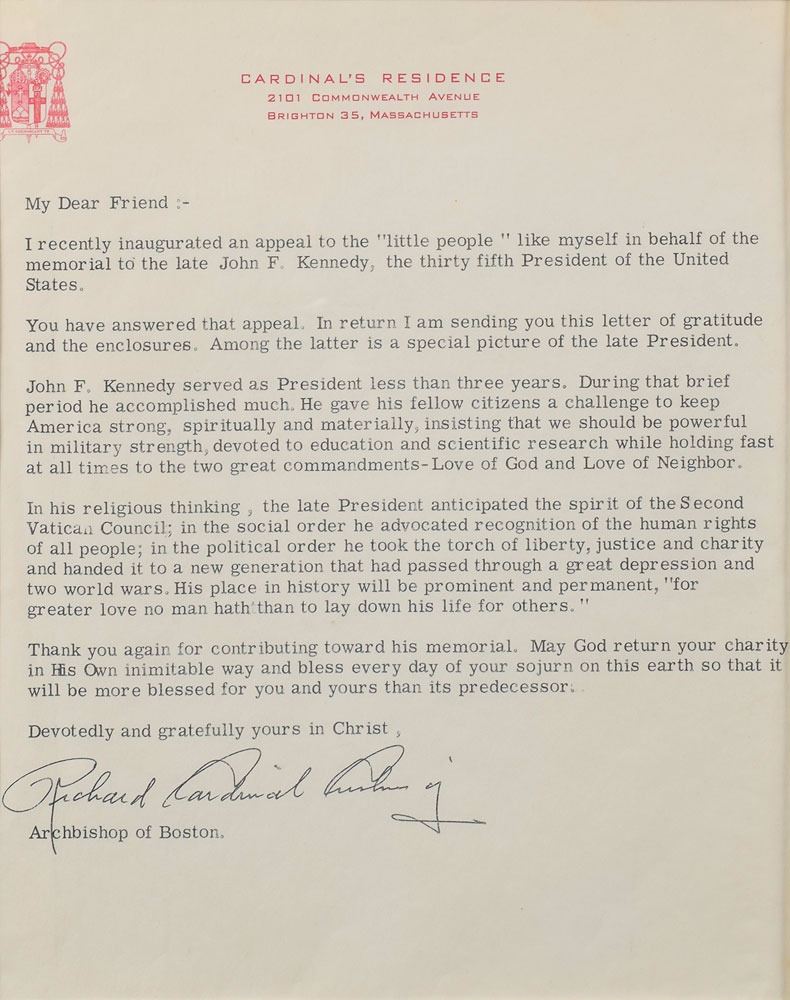 CARDINAL'S RESIDENCE
2101 COMMONWEALTH AVENUE
BRIGHTON 35, MASSACHUSETTS
My Dear Friend :-
I recently inaugurated an appeal to the "little people " like myself in behalf of the
memorial to the late John F. Kennedy, the thirty fifth President of the United
States.
You have answered that appeal. In return I am sending you this letter of gratitude
and the enclosures. Among the latter is a special picture of the late President.
John F. Kennedy served as President less than three years. During that brief
period he accomplished much. He gave his fellow citizens a challenge to keep
America strong, spiritually and materially, insisting that we should be powerful
in military strength, devoted to education and scientific research while holding fast
at all times to the two great commandments-Love of God and Love of Neighbor.
In his religious thinking , the late President anticipated the spirit of the Second
Vatican Council; in the social order he advocated recognition of the human rights
of all people; in the political order he took the torch of liberty, justice and charity
and handed it to a new generation that had passed through a great depression and
two world wars. His place in history will be prominent and permanent, "for
greater love no man hath than to lay down his life for others. "
Thank you again for contributing toward his memorial. May God return your charity
in His Own inimitable way and bless every day of your sojurn on this earth so that it
will be more blessed for you and yours than its predecessor.
Devotedly and gratefully yours in Christ ,
Richard Cardinal Cushing
Archbishop of Boston.